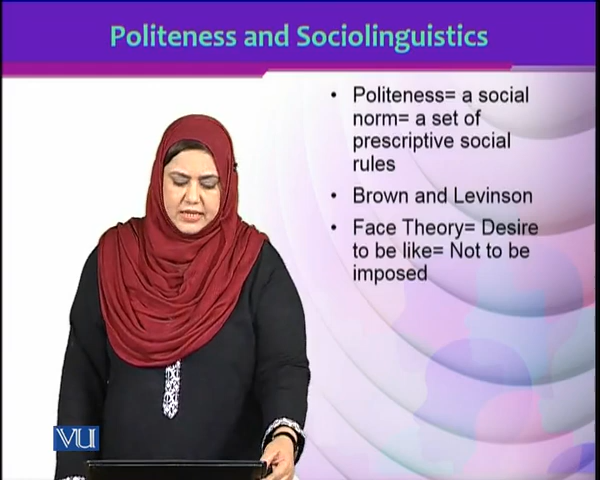 Politeness and Sociolinguistics
• Politeness= a social
norm= a set of
prescriptive social
rules
• Brown and Levinson
• Face Theory= Desire
to be like= Not to be
imposed
VU